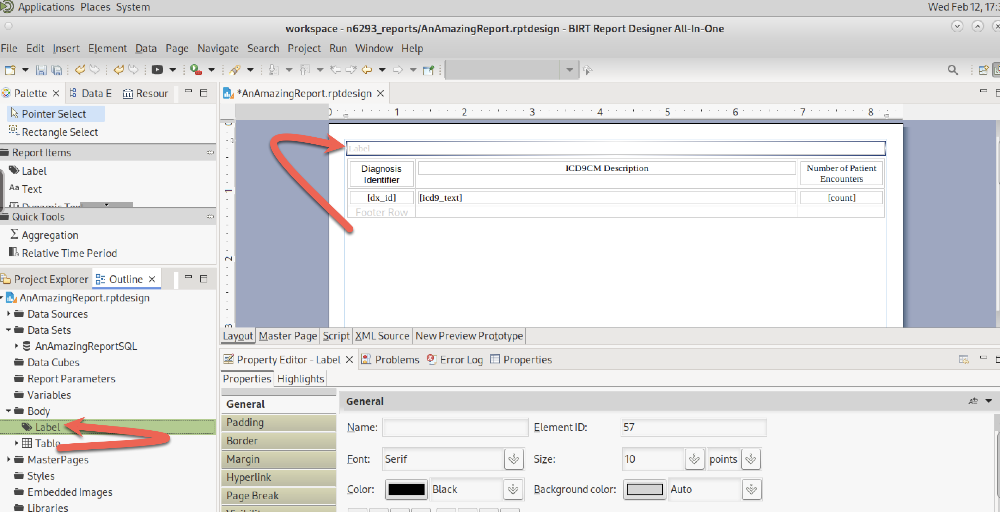 Applications Places System
Wed Feb 12, 17:3
workspace - n6293_reports/AnAmazingReport.rptdesign - BIRT Report Designer All-In-One
File Edit Insert Element Data Page Navigate Search Project Run Window Help
Palette Data E Resour
*AnAmazingReport.rptdesign
Pointer Select
Rectangle Select
0 1 2 3 4 5 6 7 8
Report Items
Label
Text
Dynamic Text
Quick Tools
Aggregation
Relative Time Period
0
1
2
3
Label
Diagnosis Identifier
ICD9CM Description
Number of Patient Encounters
[dx_id] [icd9_text] [count]
Footer Row
Project Explorer Outline
AnAmazingReport.rptdesign
Data Sources
Data Sets
AnAmazingReportSQL
Data Cubes
Report Parameters
Variables
Body
Label
Table
MasterPages
Styles
Embedded Images
Libraries
Layout Master Page Script XML Source New Preview Prototype
Property Editor - Label Problems Error Log Properties
Properties Highlights
General
Padding
Border
Margin
Hyperlink
Page Break
General
Name: Element ID: 57
Font: Serif Size: 10 points
Color: Black Background color: Auto